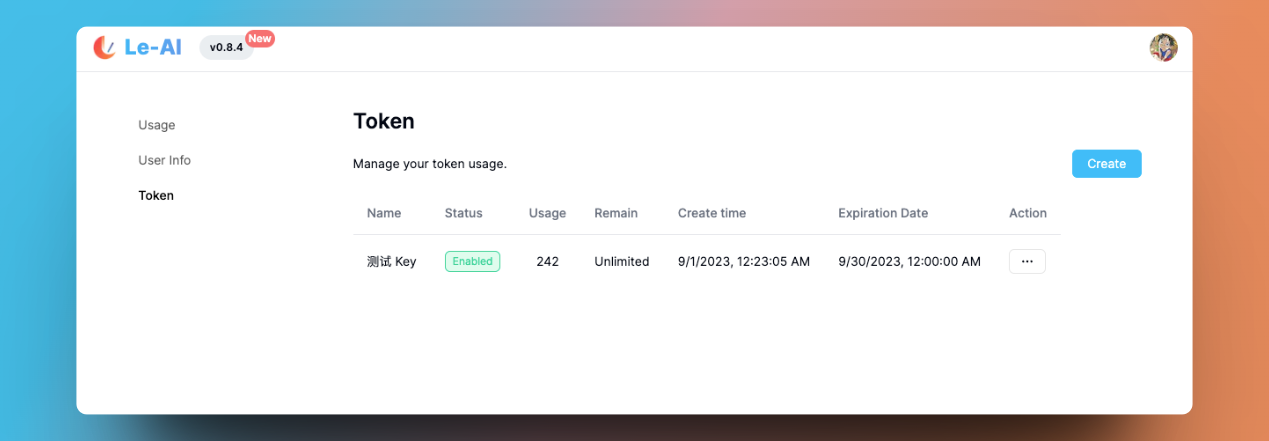 Le-AI v0.8.4 New
Usage
User Info
Token
Token
Manage your token usage.
Create
Name Status Usage Remain Create time Expiration Date Action
测试 Key Enabled 242 Unlimited 9/1/2023, 12:23:05 AM 9/30/2023, 12:00:00 AM ···